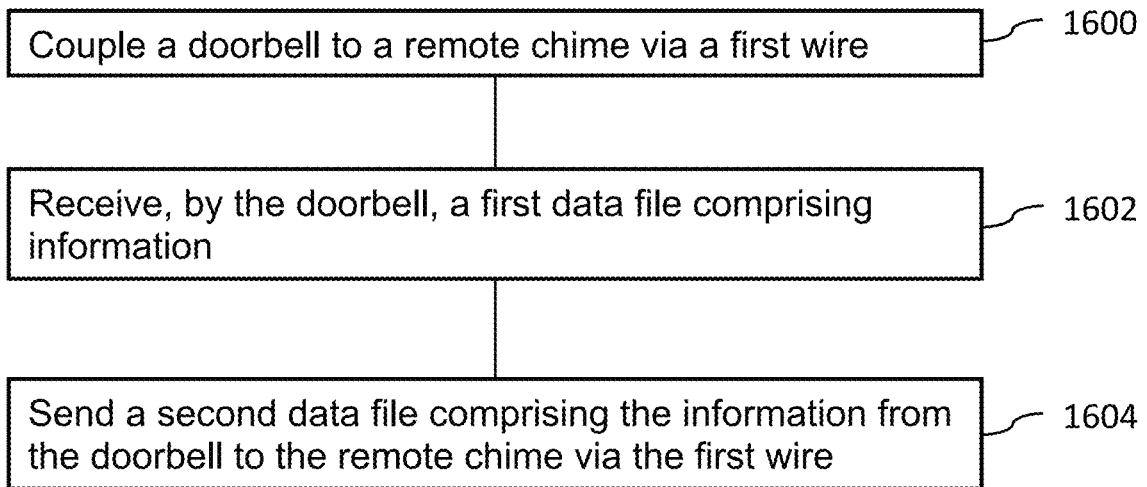 Couple a doorbell to a remote chime via a first wire
1600
Receive, by the doorbell, a first data file comprising
information
1602
Send a second data file comprising the information from
the doorbell to the remote chime via the first wire
1604